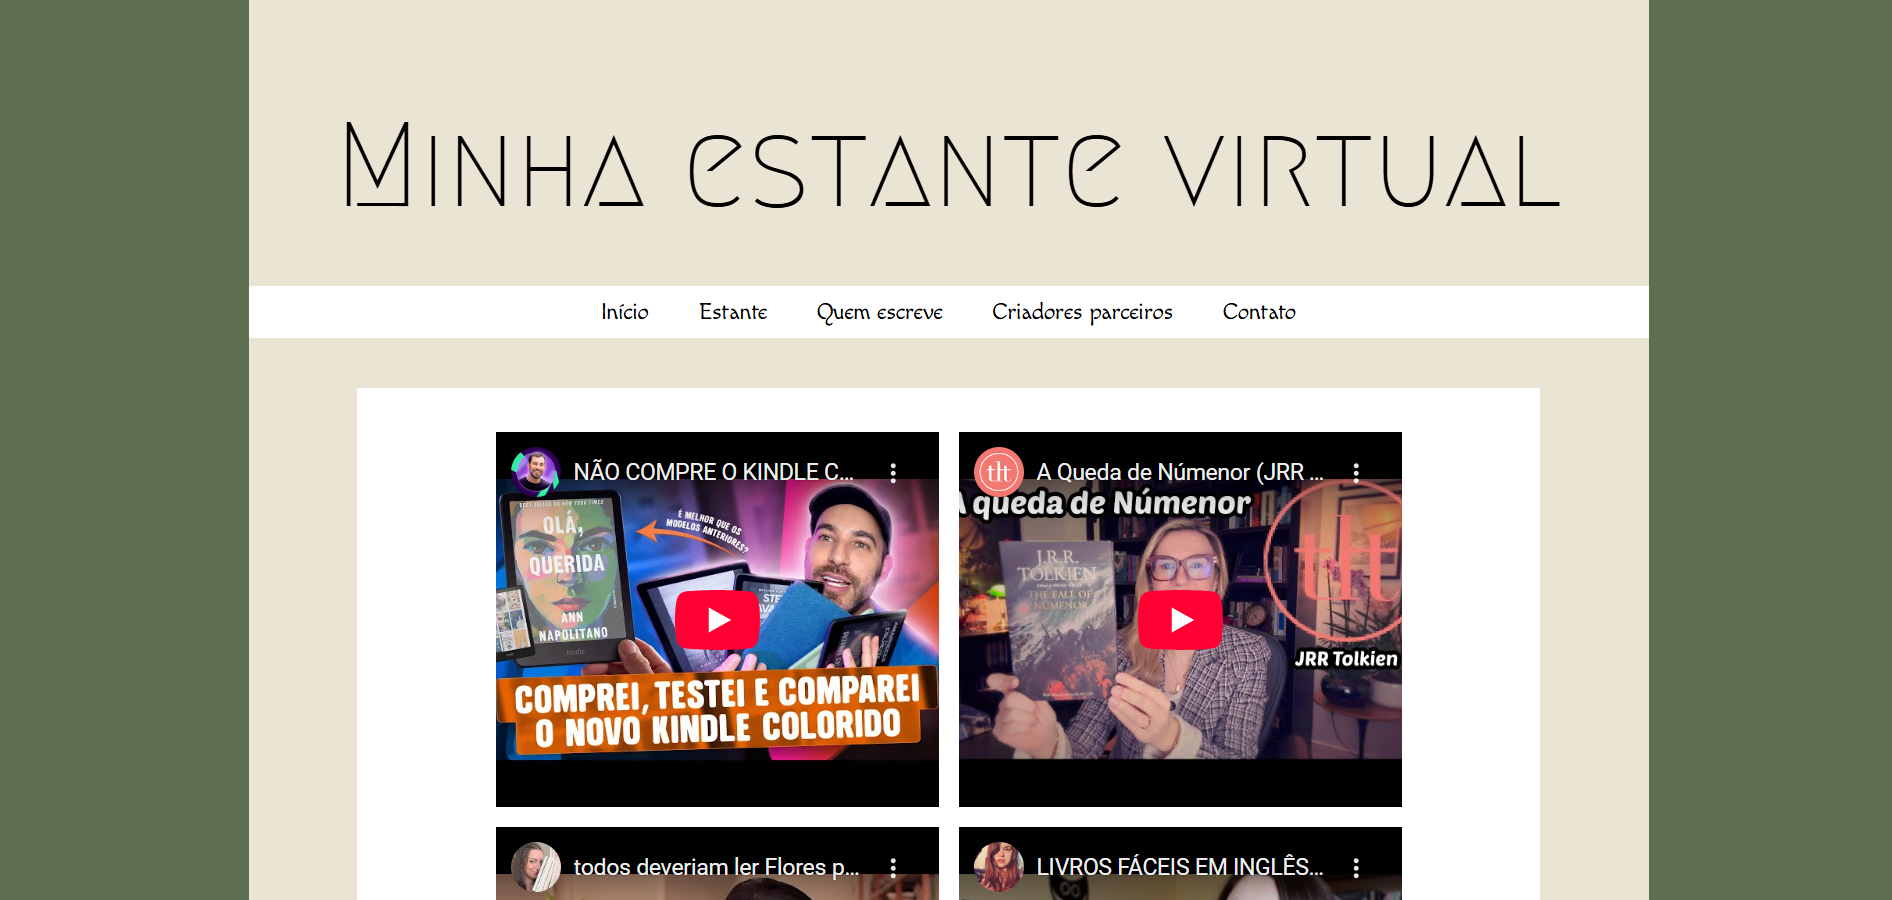 Minha estante virtual
Início Estante Quem escreve Criadores parceiros Contato
NÃO COMPRE O KINDLE C...
BEST SELLER DO NEW YORK TIMES
OLÁ,
QUERIDA
ANN
NAPOLITANO
kindle
É MELHOR QUE OS
MODELOS ANTERIORES?
COMPREI, TESTEI E COMPAREI
O NOVO KINDLE COLORIDO
tlt
A Queda de Númenor (JRR ...
A queda de Númenor
J.R.R.
TOLKIEN
THE FALL OF
NÚMENOR
tlt
JRR Tolkien
todos deveriam ler Flores p...
LIVROS FÁCEIS EM INGLÊS...